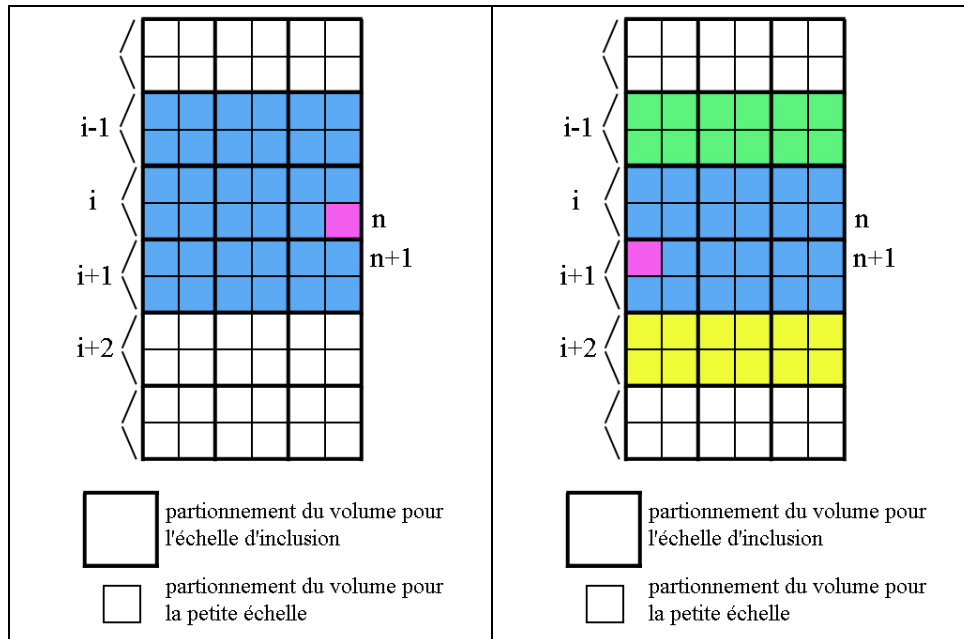 i-1
i
n
n+1
i+1
i+2
partionnement du volume pour
l'échelle d'inclusion
partionnement du volume pour
la petite échelle
i-1
i
n
n+1
i+1
i+2
partionnement du volume pour
l'échelle d'inclusion
partionnement du volume pour
la petite échelle